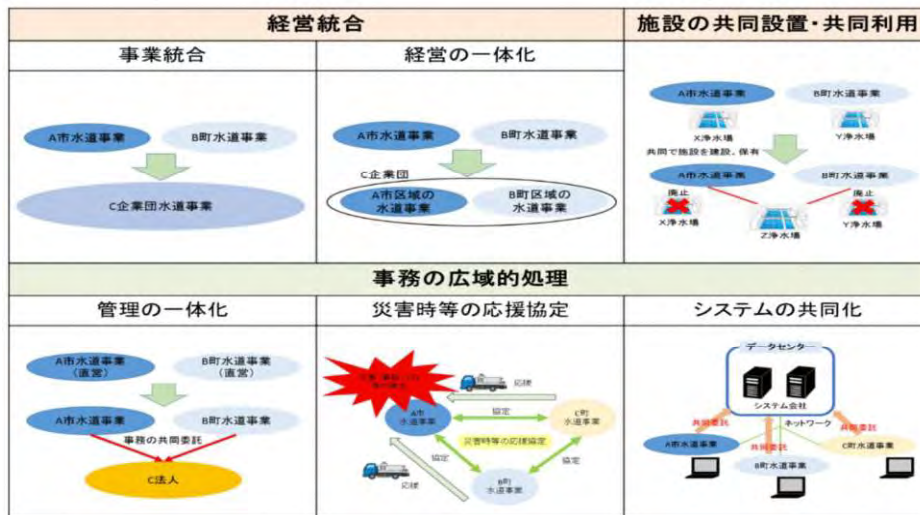 経営統合
施設の共同設置・共同利用
事業統合
経営の一体化
A市水道事業
B町水道事業
C企業団水道事業
A市水道事業
B町水道事業
C企業団
A市区域の
水道事業
B町区域の
水道事業
A市水道事業
B町水道事業
X浄水場
Y浄水場
共同で施設を建設、保有
A市水道事業
B町水道事業
廃止
廃止
X浄水場
Z浄水場
Y浄水場
事務の広域的処理
管理の一体化
災害時等の応援協定
システムの共同化
A市水道事業
(直営)
B町水道事業
(直営)
A市水道事業
B町水道事業
事務の共同委託
C法人
応援
A市
水道事業
協定
C町
水道事業
災害時等の応援協定
協定
協定
応援
B町
水道事業
データセンター
システム会社
ネットワーク
共同委託
共同委託
共同委託
A市水道事業
B町水道事業
C町水道事業